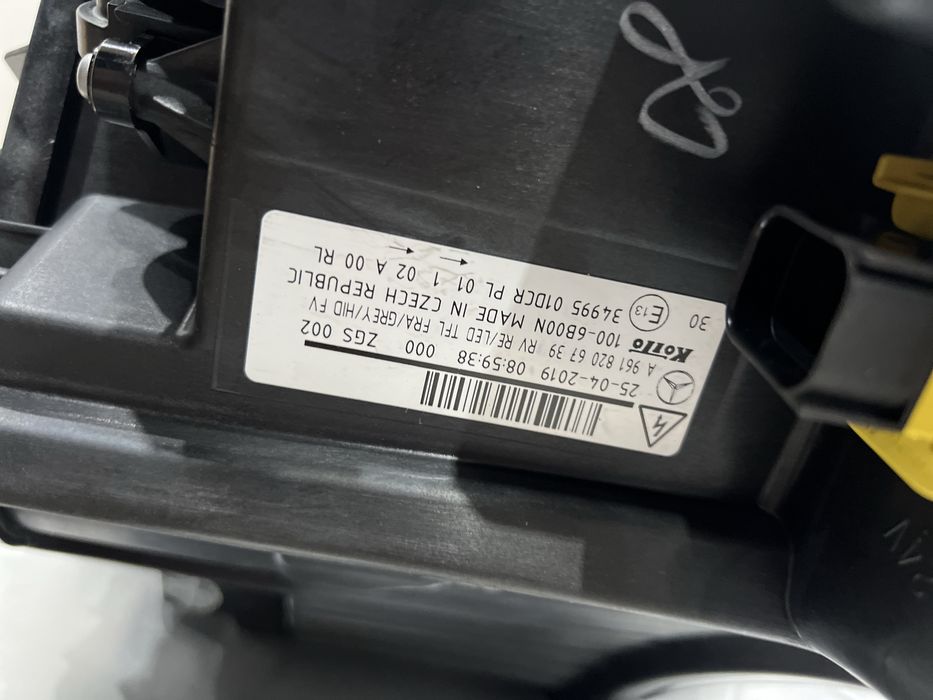 25-04-2019 08:59:38 000 ZGS 002
A 961 820 67 39 RV RE/LED TFL FRA/GREY/HID FV
Koito 100-6B00N MADE IN CZECH REPUBLIC
E13 34995 01DCR PL 01 1 02 A 00 RL
30